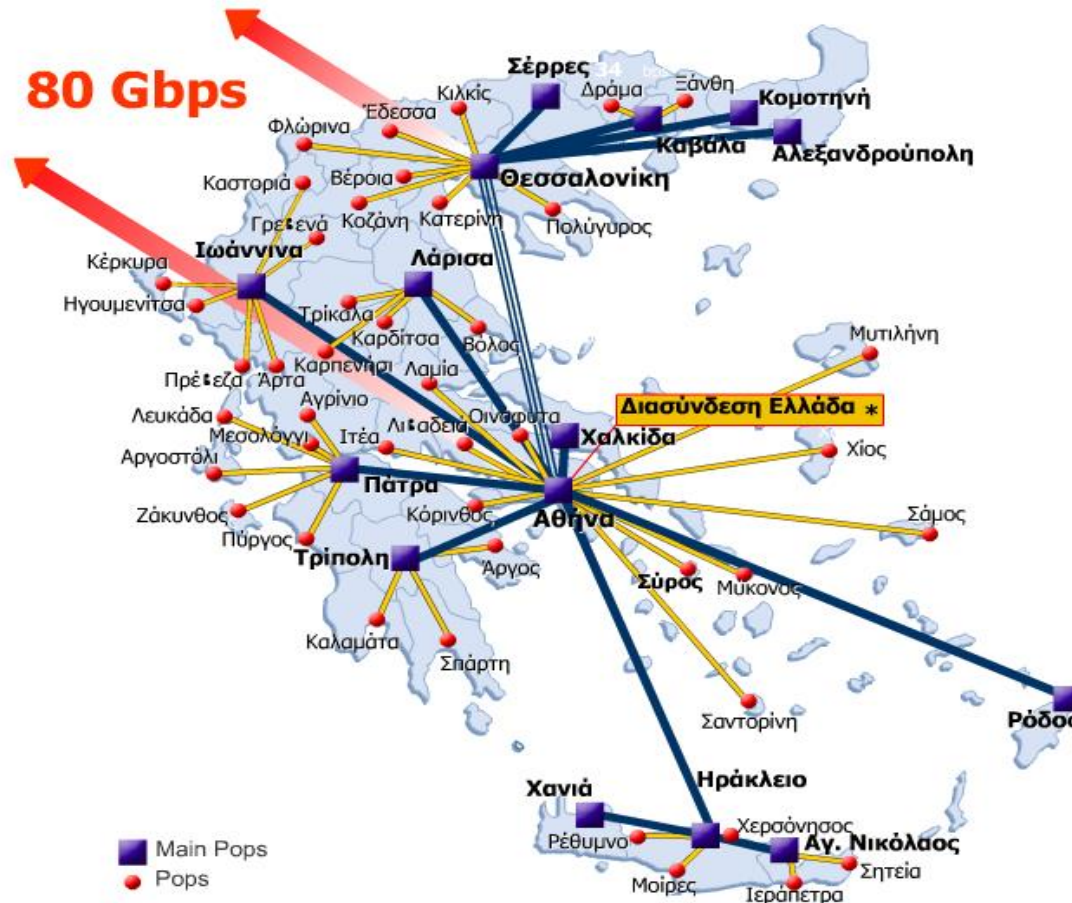 80 Gbps
Σέρρες
34
Δράμα
Ξάνθη
Κομοτηνή
Κιλκίς
Έδεσσα
Φλώρινα
Καβάλα
Αλεξανδρούπολη
Θεσσαλονίκη
Βέροια
Καστοριά
Κοζάνη
Κατερίνη
Πολύγυρος
Γρεβενά
Ιωάννινα
Λάρισα
Κέρκυρα
Ηγουμενίτσα
Τρίκαλα
Καρδίτσα
Βόλος
Μυτιλήνη
Καρπενήσι
Λαμία
Πρέβεζα
Άρτα
Αγρίνιο
Λευκάδα
Διασύνδεση Ελλάδα *
Οινόφυτα
Λιβαδειά
Ιτέα
Μεσολόγγι
Χαλκίδα
Χίος
Αργοστόλι
Πάτρα
Αθήνα
Κόρινθος
Ζάκυνθος
Σάμος
Πύργος
Τρίπολη
Άργος
Σύρος
Μύκονος
Καλαμάτα
Σπάρτη
Σαντορίνη
Ρόδος
Ηράκλειο
Χανιά
Χερσόνησος
Ρέθυμνο
Αγ. Νικόλαος
Σητεία
Μοίρες
Ιεράπετρα
Main Pops
Pops